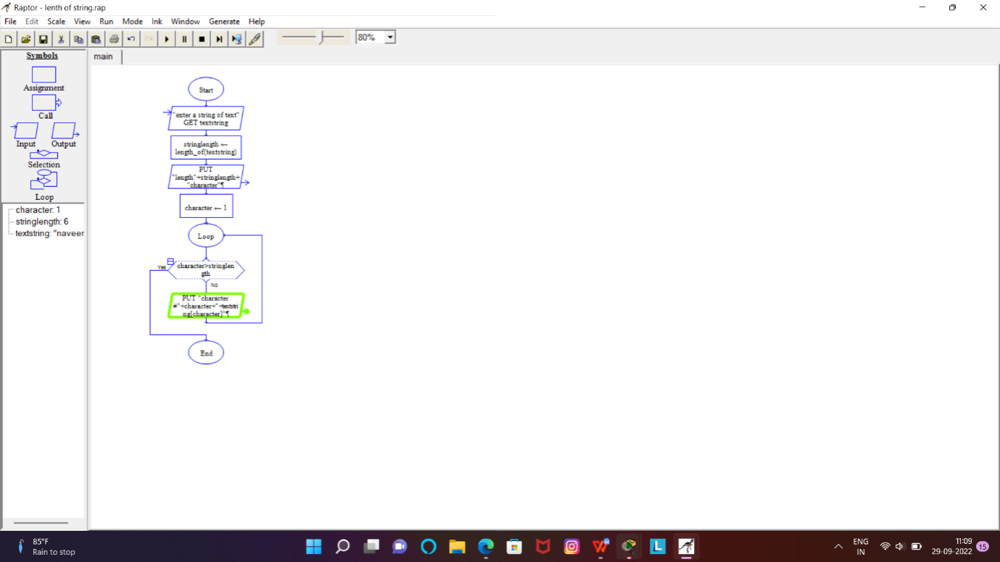 Raptor - lenth of string.rap
File Edit Scale View Run Mode Ink Window Generate Help
80%
Symbols
main
Assignment
Call
Input Output
Selection
Loop
character: 1
stringlength: 6
textstring: "naveer
Start
"enter a string of text"
GET textstring
stringlength ←
length_of(textstring)
PUT
"length"+stringlength+
"character"¶
character ← 1
Loop
Yes
character>stringlen
gth
No
PUT "character
#"+character+"+textstri
ng[character]"¶
End
85°F
Rain to stop
ENG
IN
11:09
29-09-2022
15